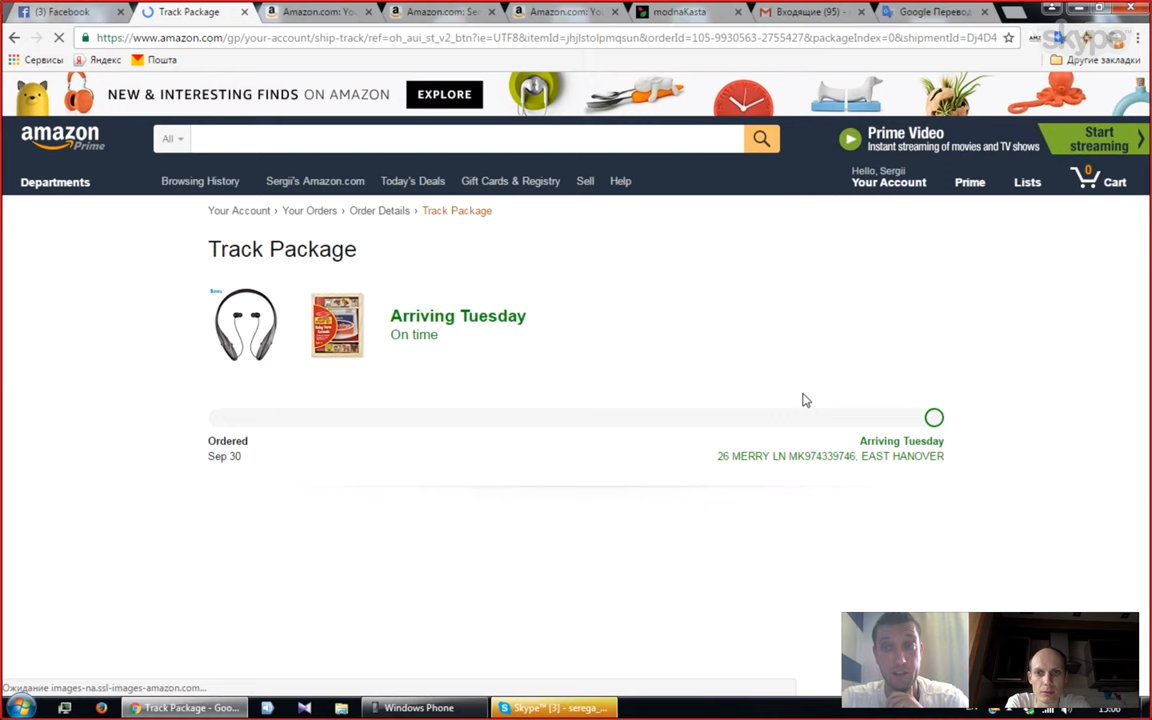 (3) Facebook
Track Package
Amazon.com: Yo
Amazon.com: Se
Amazon.com: Yo
modnaKasta
Входящие (95) -
Google Перевод
https://www.amazon.com/gp/your-account/ship-track/ref=oh_aui_st_v2_btn?ie=UTF8&itemId=jhjlstolpmqsun&orderId=105-9930563-2755427&packageIndex=0&shipmentId=Dj4D4
skype
Сервисы
Яндекс
Почта
Другие закладки
NEW & INTERESTING FINDS ON AMAZON
EXPLORE
amazon Prime
All
Prime Video
Instant streaming of movies and TV shows
Start streaming
Departments
Browsing History
Sergii's Amazon.com
Today's Deals
Gift Cards & Registry
Sell
Help
Hello, Sergii
Your Account
Prime
Lists
0
Cart
Your Account › Your Orders › Order Details › Track Package
Track Package
Arriving Tuesday
On time
Ordered
Sep 30
Arriving Tuesday
26 MERRY LN MK974339746, EAST HANOVER
Ожидание images-na.ssl-images-amazon.com...
Track Package - Goo...
Windows Phone
Skype™ [3] - serega_...
EN
15:06